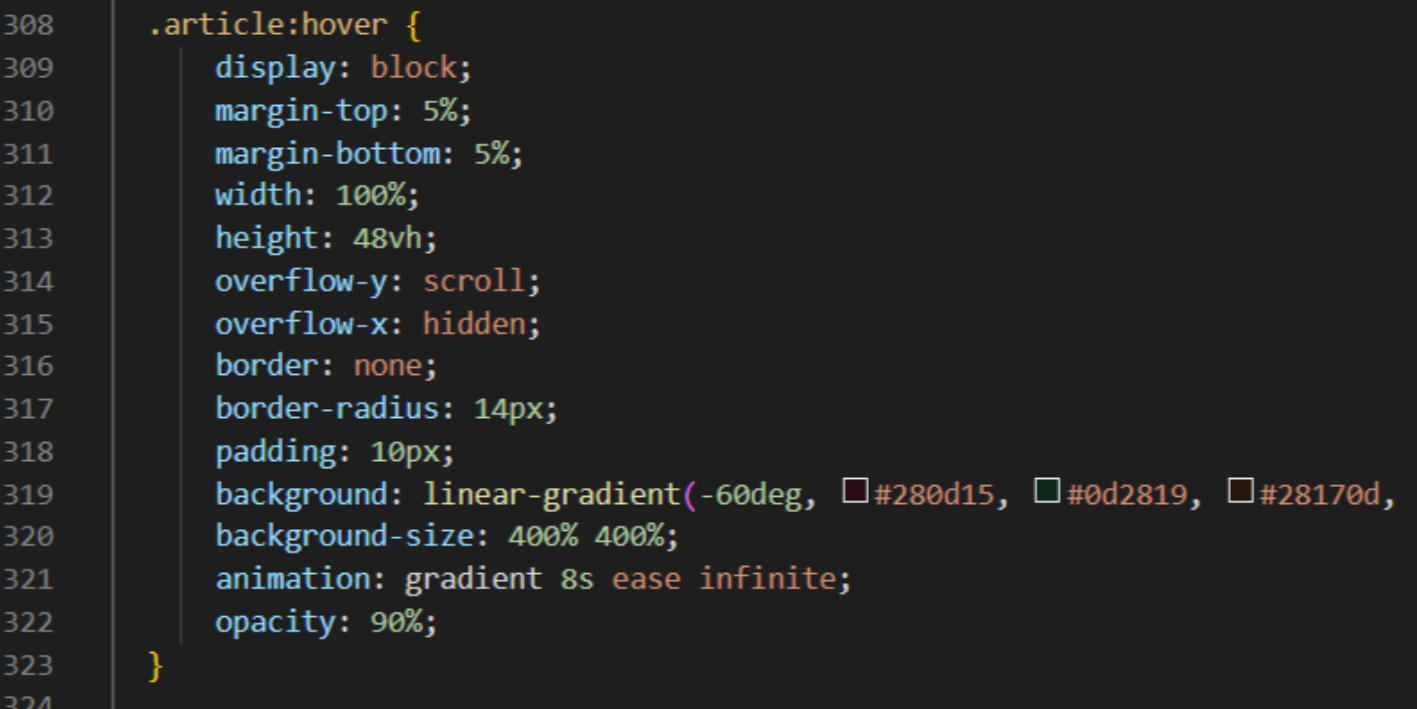 308 .article:hover {
309 display: block;
310 margin-top: 5%;
311 margin-bottom: 5%;
312 width: 100%;
313 height: 48vh;
314 overflow-y: scroll;
315 overflow-x: hidden;
316 border: none;
317 border-radius: 14px;
318 padding: 10px;
319 background: linear-gradient(-60deg, #280d15, #0d2819, #28170d,
320 background-size: 400% 400%;
321 animation: gradient 8s ease infinite;
322 opacity: 90%;
323 }
324